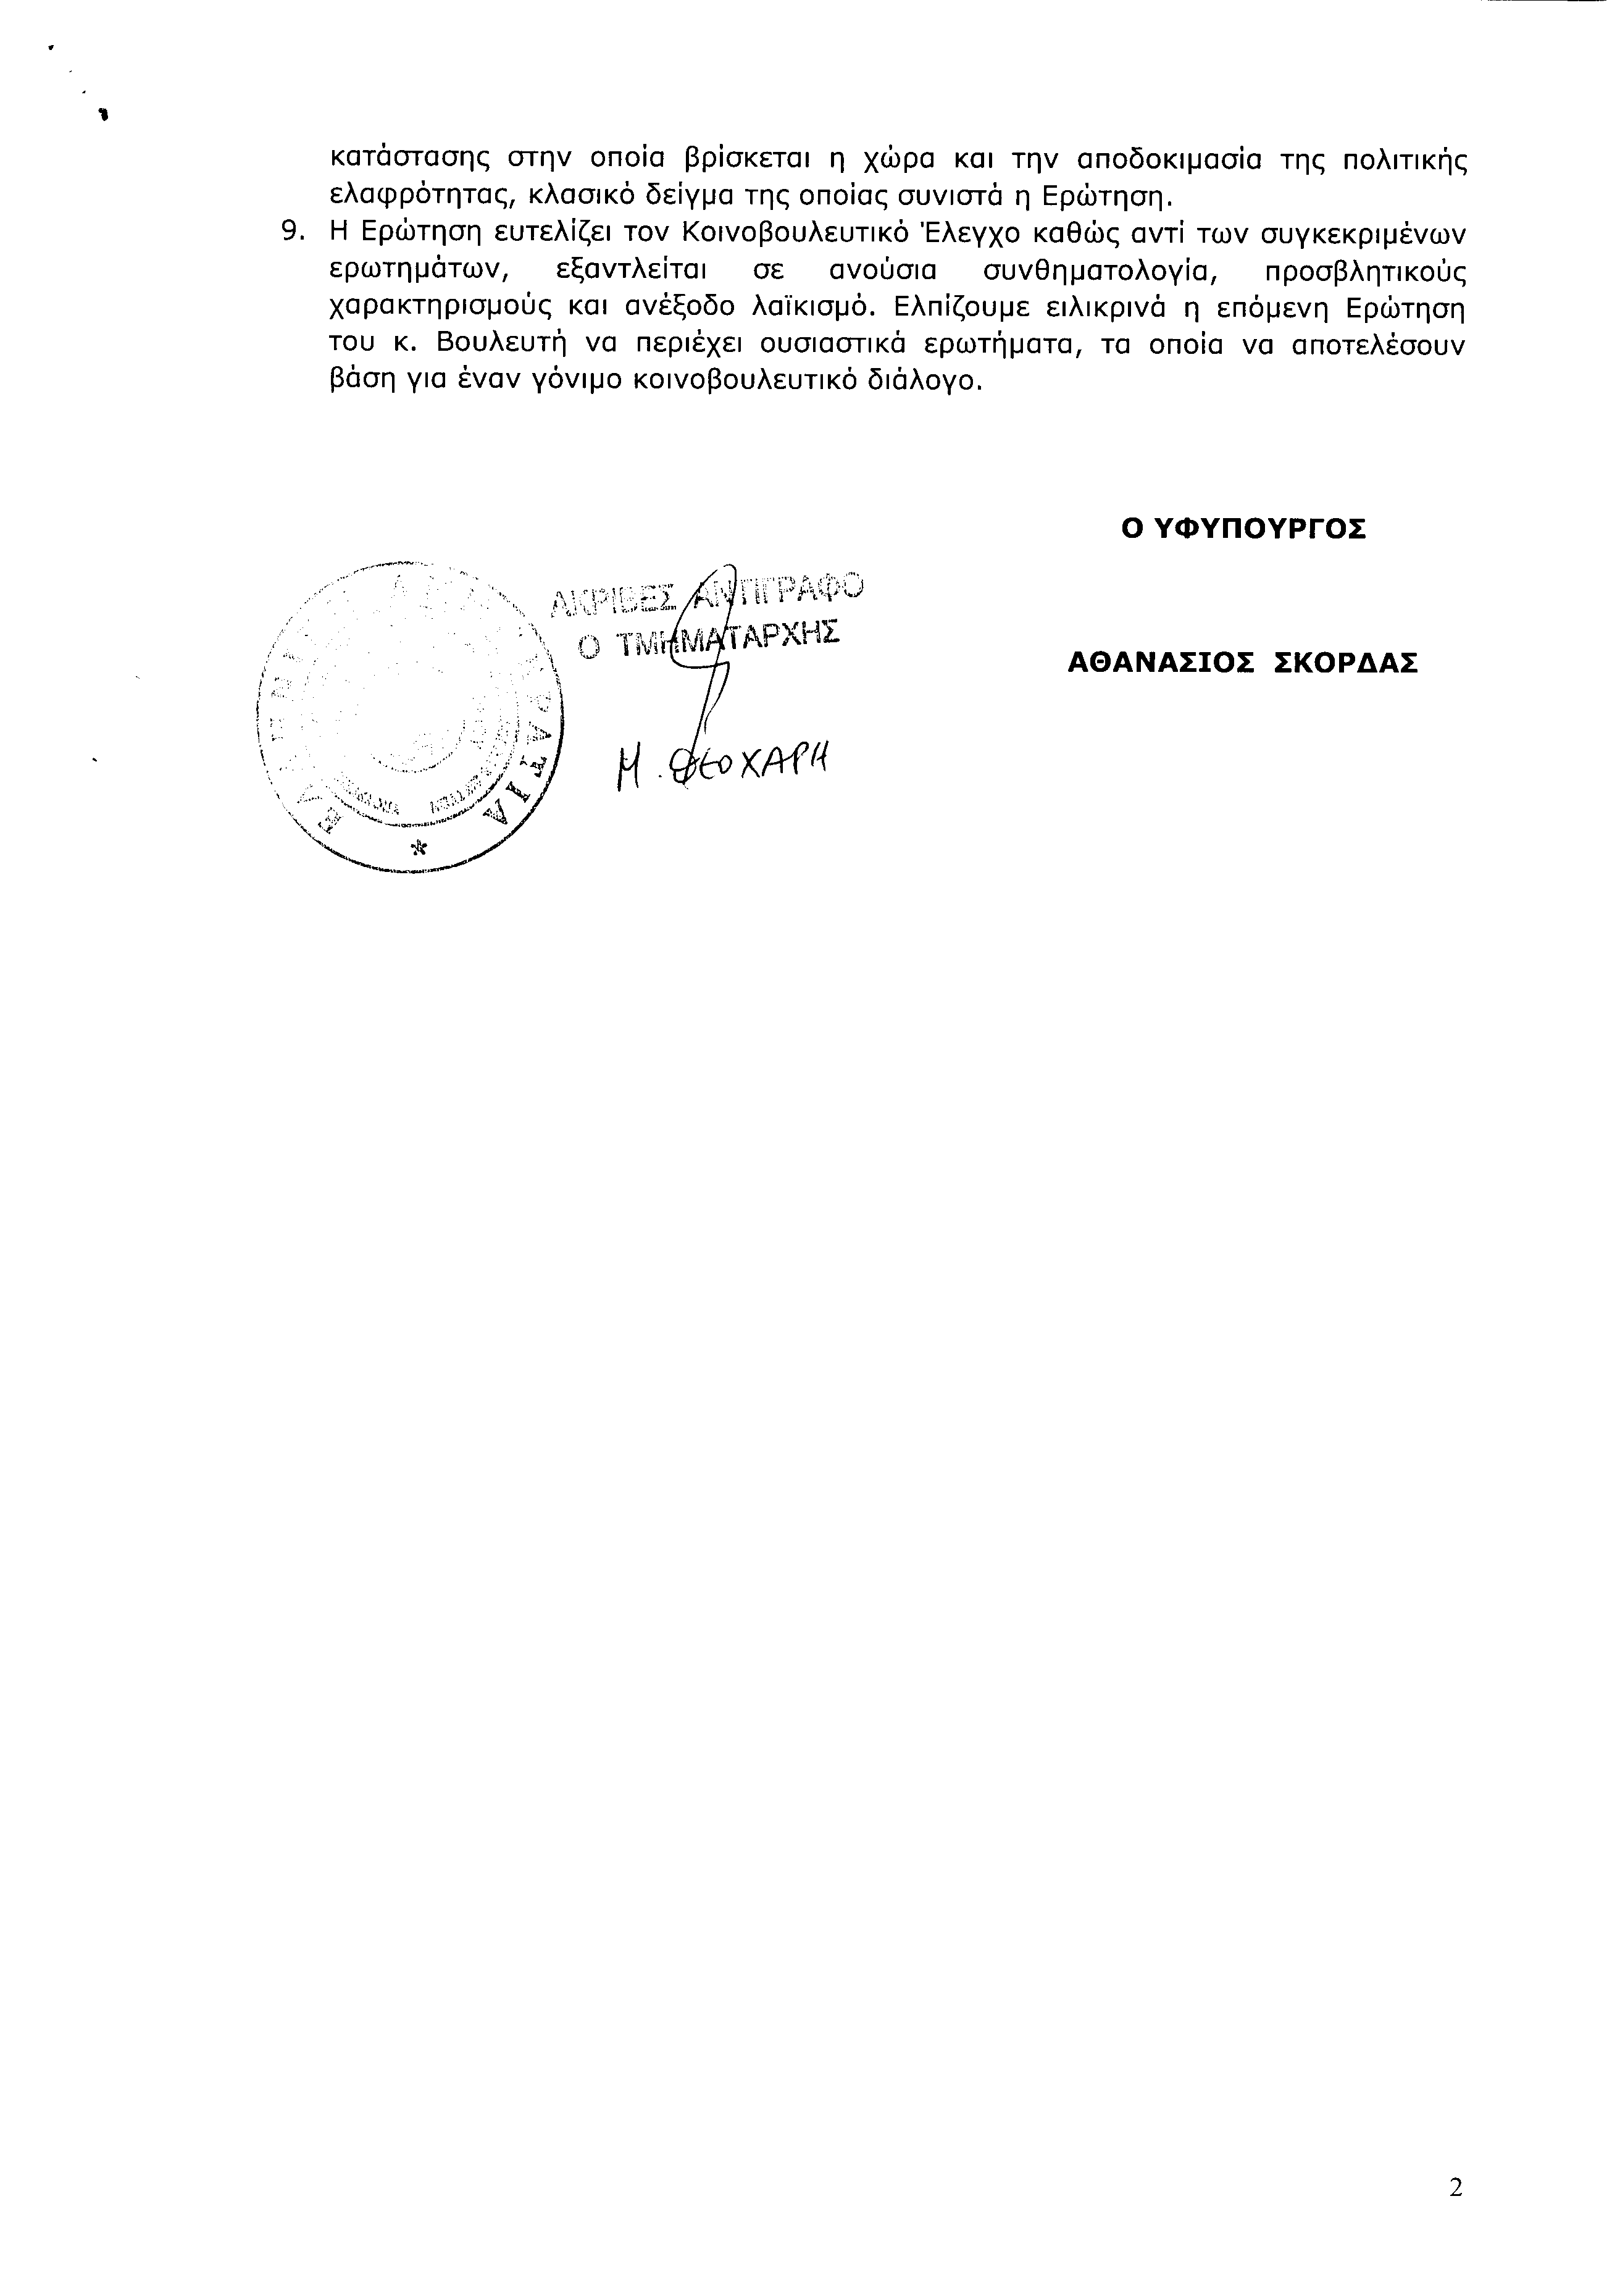 κατάστασης στην οποία βρίσκεται η χώρα και την αποδοκιμασία της πολιτικής
ελαφρότητας, κλασικό δείγμα της οποίας συνιστά η Ερώτηση.
9. Η Ερώτηση ευτελίζει τον Κοινοβουλευτικό Έλεγχο καθώς αντί των συγκεκριμένων
ερωτημάτων, εξαντλείται σε ανούσια συνθηματολογία, προσβλητικούς
χαρακτηρισμούς και ανέξοδο λαϊκισμό. Ελπίζουμε ειλικρινά η επόμενη Ερώτηση
του κ. Βουλευτή να περιέχει ουσιαστικά ερωτήματα, τα οποία να αποτελέσουν
βάση για έναν γόνιμο κοινοβουλευτικό διάλογο.
Ο ΥΦΥΠΟΥΡΓΟΣ
ΑΚΡΙΒΕΣ ΑΝΤΙΓΡΑΦΟ
Ο ΤΜΗΜΑΤΑΡΧΗΣ
ΑΘΑΝΑΣΙΟΣ ΣΚΟΡΔΑΣ
Μ. ΘΕΟΧΑΡΗ
2